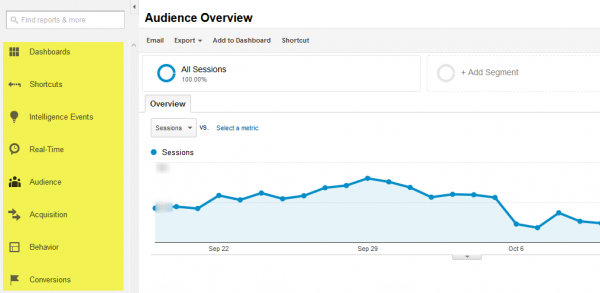 Find reports & more
Dashboards
Shortcuts
Intelligence Events
Real-Time
Audience
Acquisition
Behavior
Conversions
Audience Overview
Email Export Add to Dashboard Shortcut
All Sessions
100.00%
+ Add Segment
Overview
Sessions VS. Select a metric
Sessions
Sep 22 Sep 29 Oct 6